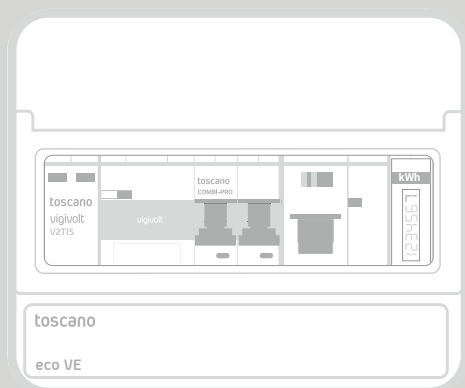 toscano
COMBI-PRO
kWh
toscano
vigivolt
V2T15
vigivolt
1234567
toscano
eco VE